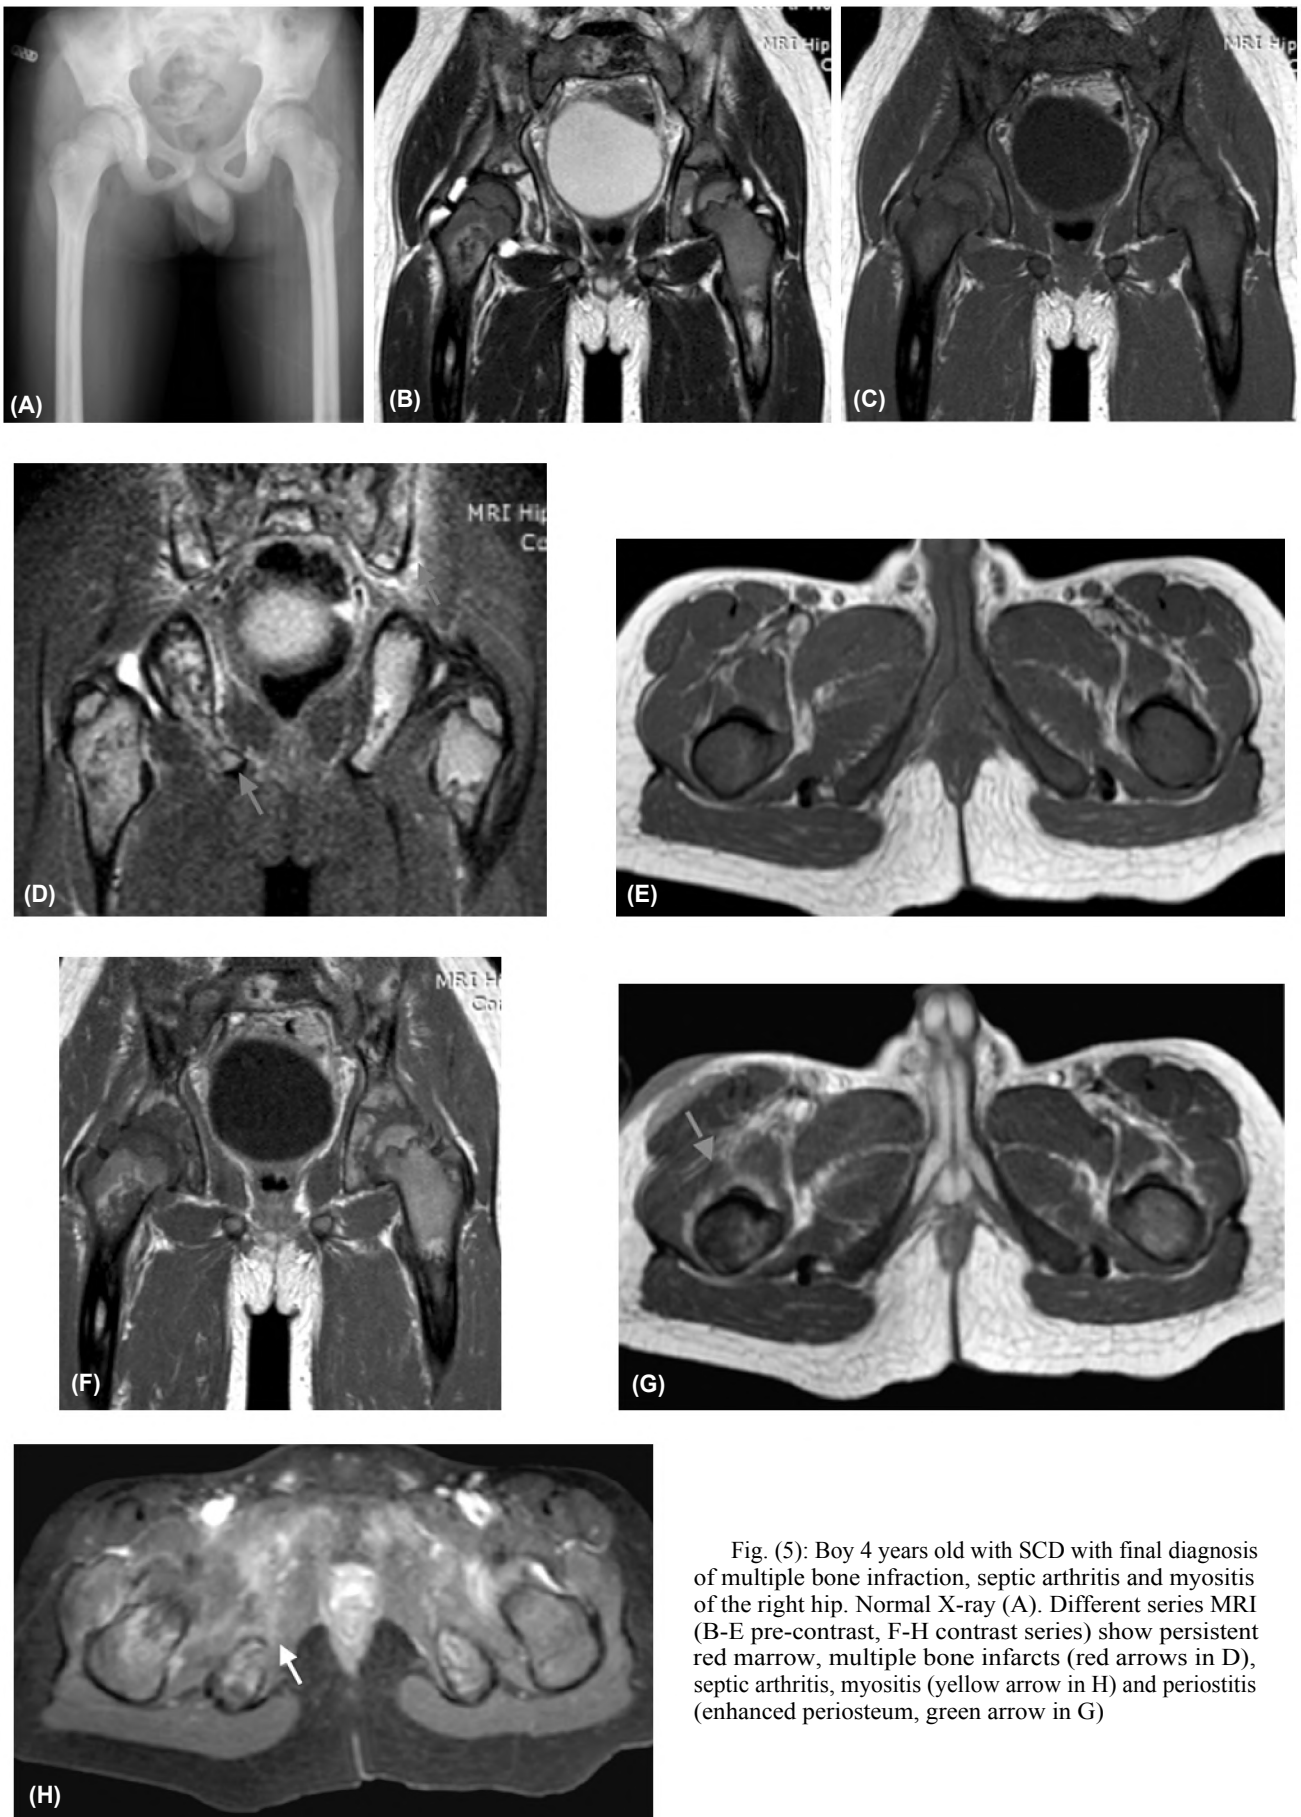 MRI Hip
C
MRI Hip
C
(A)
(B)
(C)
MRI Hip
Co
(D)
(E)
MRI H
Con
(F)
(G)
(H)
Fig. (5): Boy 4 years old with SCD with final diagnosis
of multiple bone infraction, septic arthritis and myositis
of the right hip. Normal X-ray (A). Different series MRI
(B-E pre-contrast, F-H contrast series) show persistent
red marrow, multiple bone infarcts (red arrows in D),
septic arthritis, myositis (yellow arrow in H) and periostitis
(enhanced periosteum, green arrow in G)